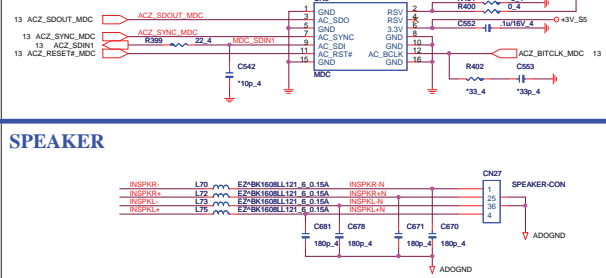 R400 0_4
13 ACZ_SDOUT_MDC ACZ_SDOUT_MDC 1 GND RSV 2
3 AC_SDO RSV 4
5 GND 3.3V 6 C552 .1u/16V_4 +3V_S5
13 ACZ_SYNC_MDC ACZ_SYNC_MDC 7 AC_SYNC GND 8
13 ACZ_SDIN1 R399 22_4 MDC_SDIN1 9 AC_SDI GND 10
13 ACZ_RESET#_MDC 11 AC_RST# AC_BCLK 12 ACZ_BITCLK_MDC 13
15 GND GND 16
C542 MDC R402 C553
*10p_4 *33_4 *33p_4
SPEAKER
CN27
INSPKR- L70 EZ^BK1608LL121_6_0.15A INSPKR-N 1 SPEAKER-CON
INSPKR+ L72 EZ^BK1608LL121_6_0.15A INSPKR+N 25
INSPKL- L73 EZ^BK1608LL121_6_0.15A INSPKL-N 36
INSPKL+ L75 EZ^BK1608LL121_6_0.15A INSPKL+N 4
C681 C678 C671 C670
180p_4 180p_4 180p_4 180p_4
ADOGND
ADOGND